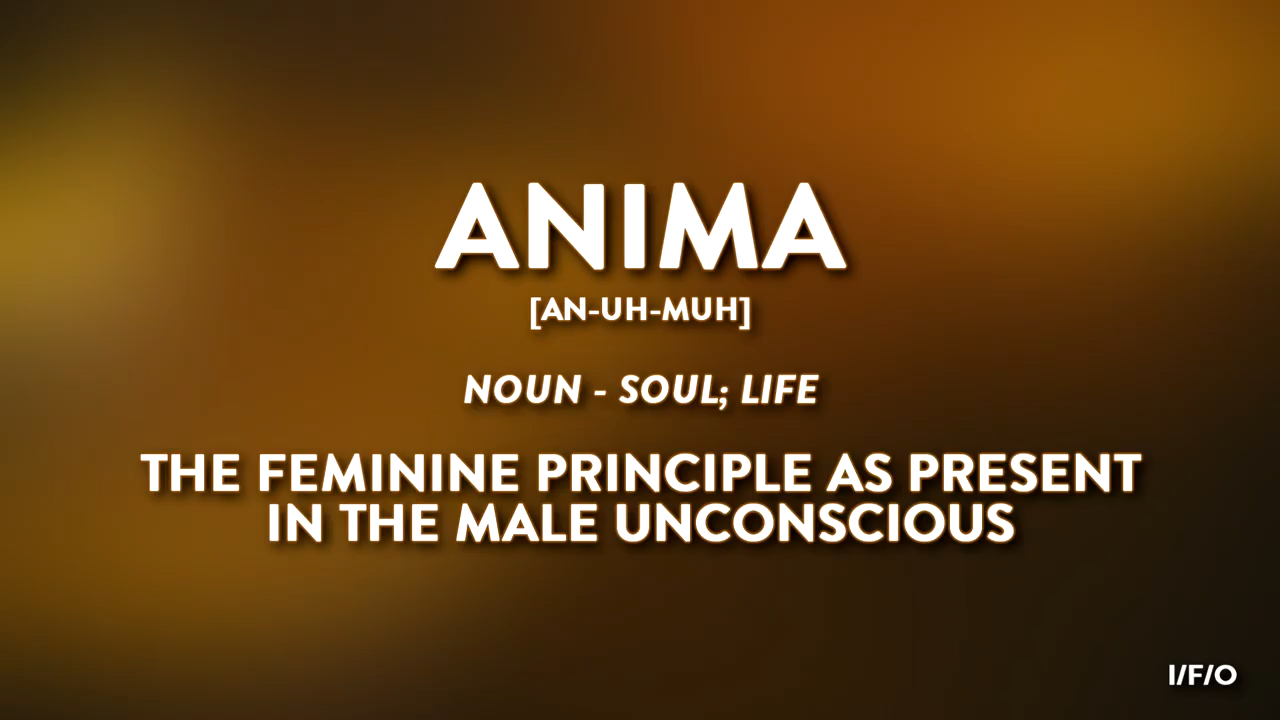 ANIMA
[AN-UH-MUH]
NOUN - SOUL; LIFE
THE FEMININE PRINCIPLE AS PRESENT
IN THE MALE UNCONSCIOUS
I/F/O